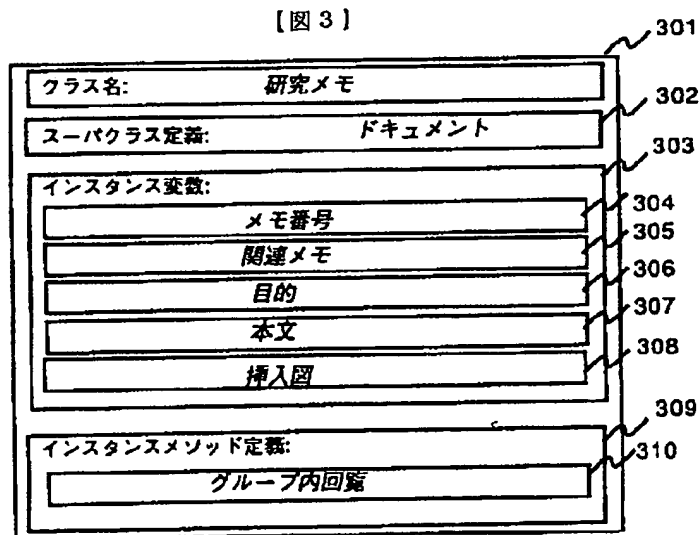 【図3】
301
クラス名: 研究メモ
302
スーパクラス定義: ドキュメント
303
インスタンス変数:
メモ番号 304
関連メモ 305
目的 306
本文 307
挿入図 308
309
インスタンスメソッド定義:
グループ内回覧 310